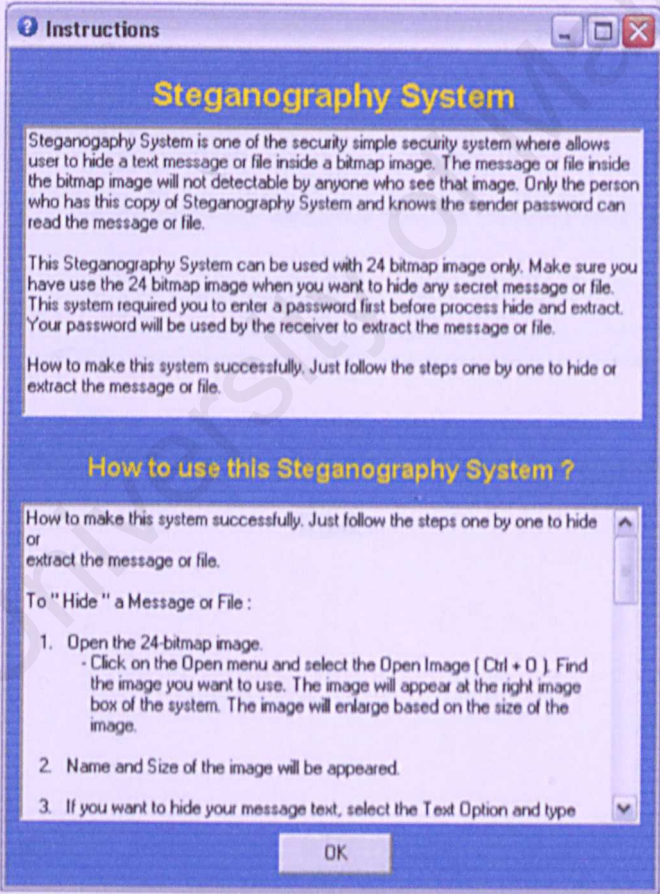 Instructions
Steganography System
Steganogaphy System is one of the security simple security system where allows
user to hide a text message or file inside a bitmap image. The message or file inside
the bitmap image will not detectable by anyone who see that image. Only the person
who has this copy of Steganography System and knows the sender password can
read the message or file.
This Steganography System can be used with 24 bitmap image only. Make sure you
have use the 24 bitmap image when you want to hide any secret message or file.
This system required you to enter a password first before process hide and extract.
Your password will be used by the receiver to extract the message or file.
How to make this system successfully. Just follow the steps one by one to hide or
extract the message or file.
How to use this Steganography System ?
How to make this system successfully. Just follow the steps one by one to hide
or
extract the message or file.
To " Hide " a Message or File :
1. Open the 24-bitmap image.
- Click on the Open menu and select the Open Image ( Ctrl + O ). Find
the image you want to use. The image will appear at the right image
box of the system. The image will enlarge based on the size of the
image.
2. Name and Size of the image will be appeared.
3. If you want to hide your message text, select the Text Option and type
OK
University of